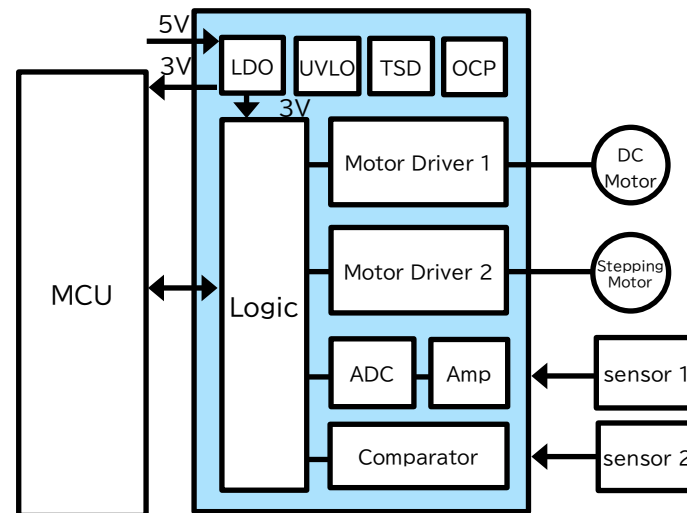 5V
3V
LDO
UVLO
TSD
OCP
3V
MCU
Logic
Motor Driver 1
DC
Motor
Motor Driver 2
Stepping
Motor
ADC
Amp
sensor 1
Comparator
sensor 2